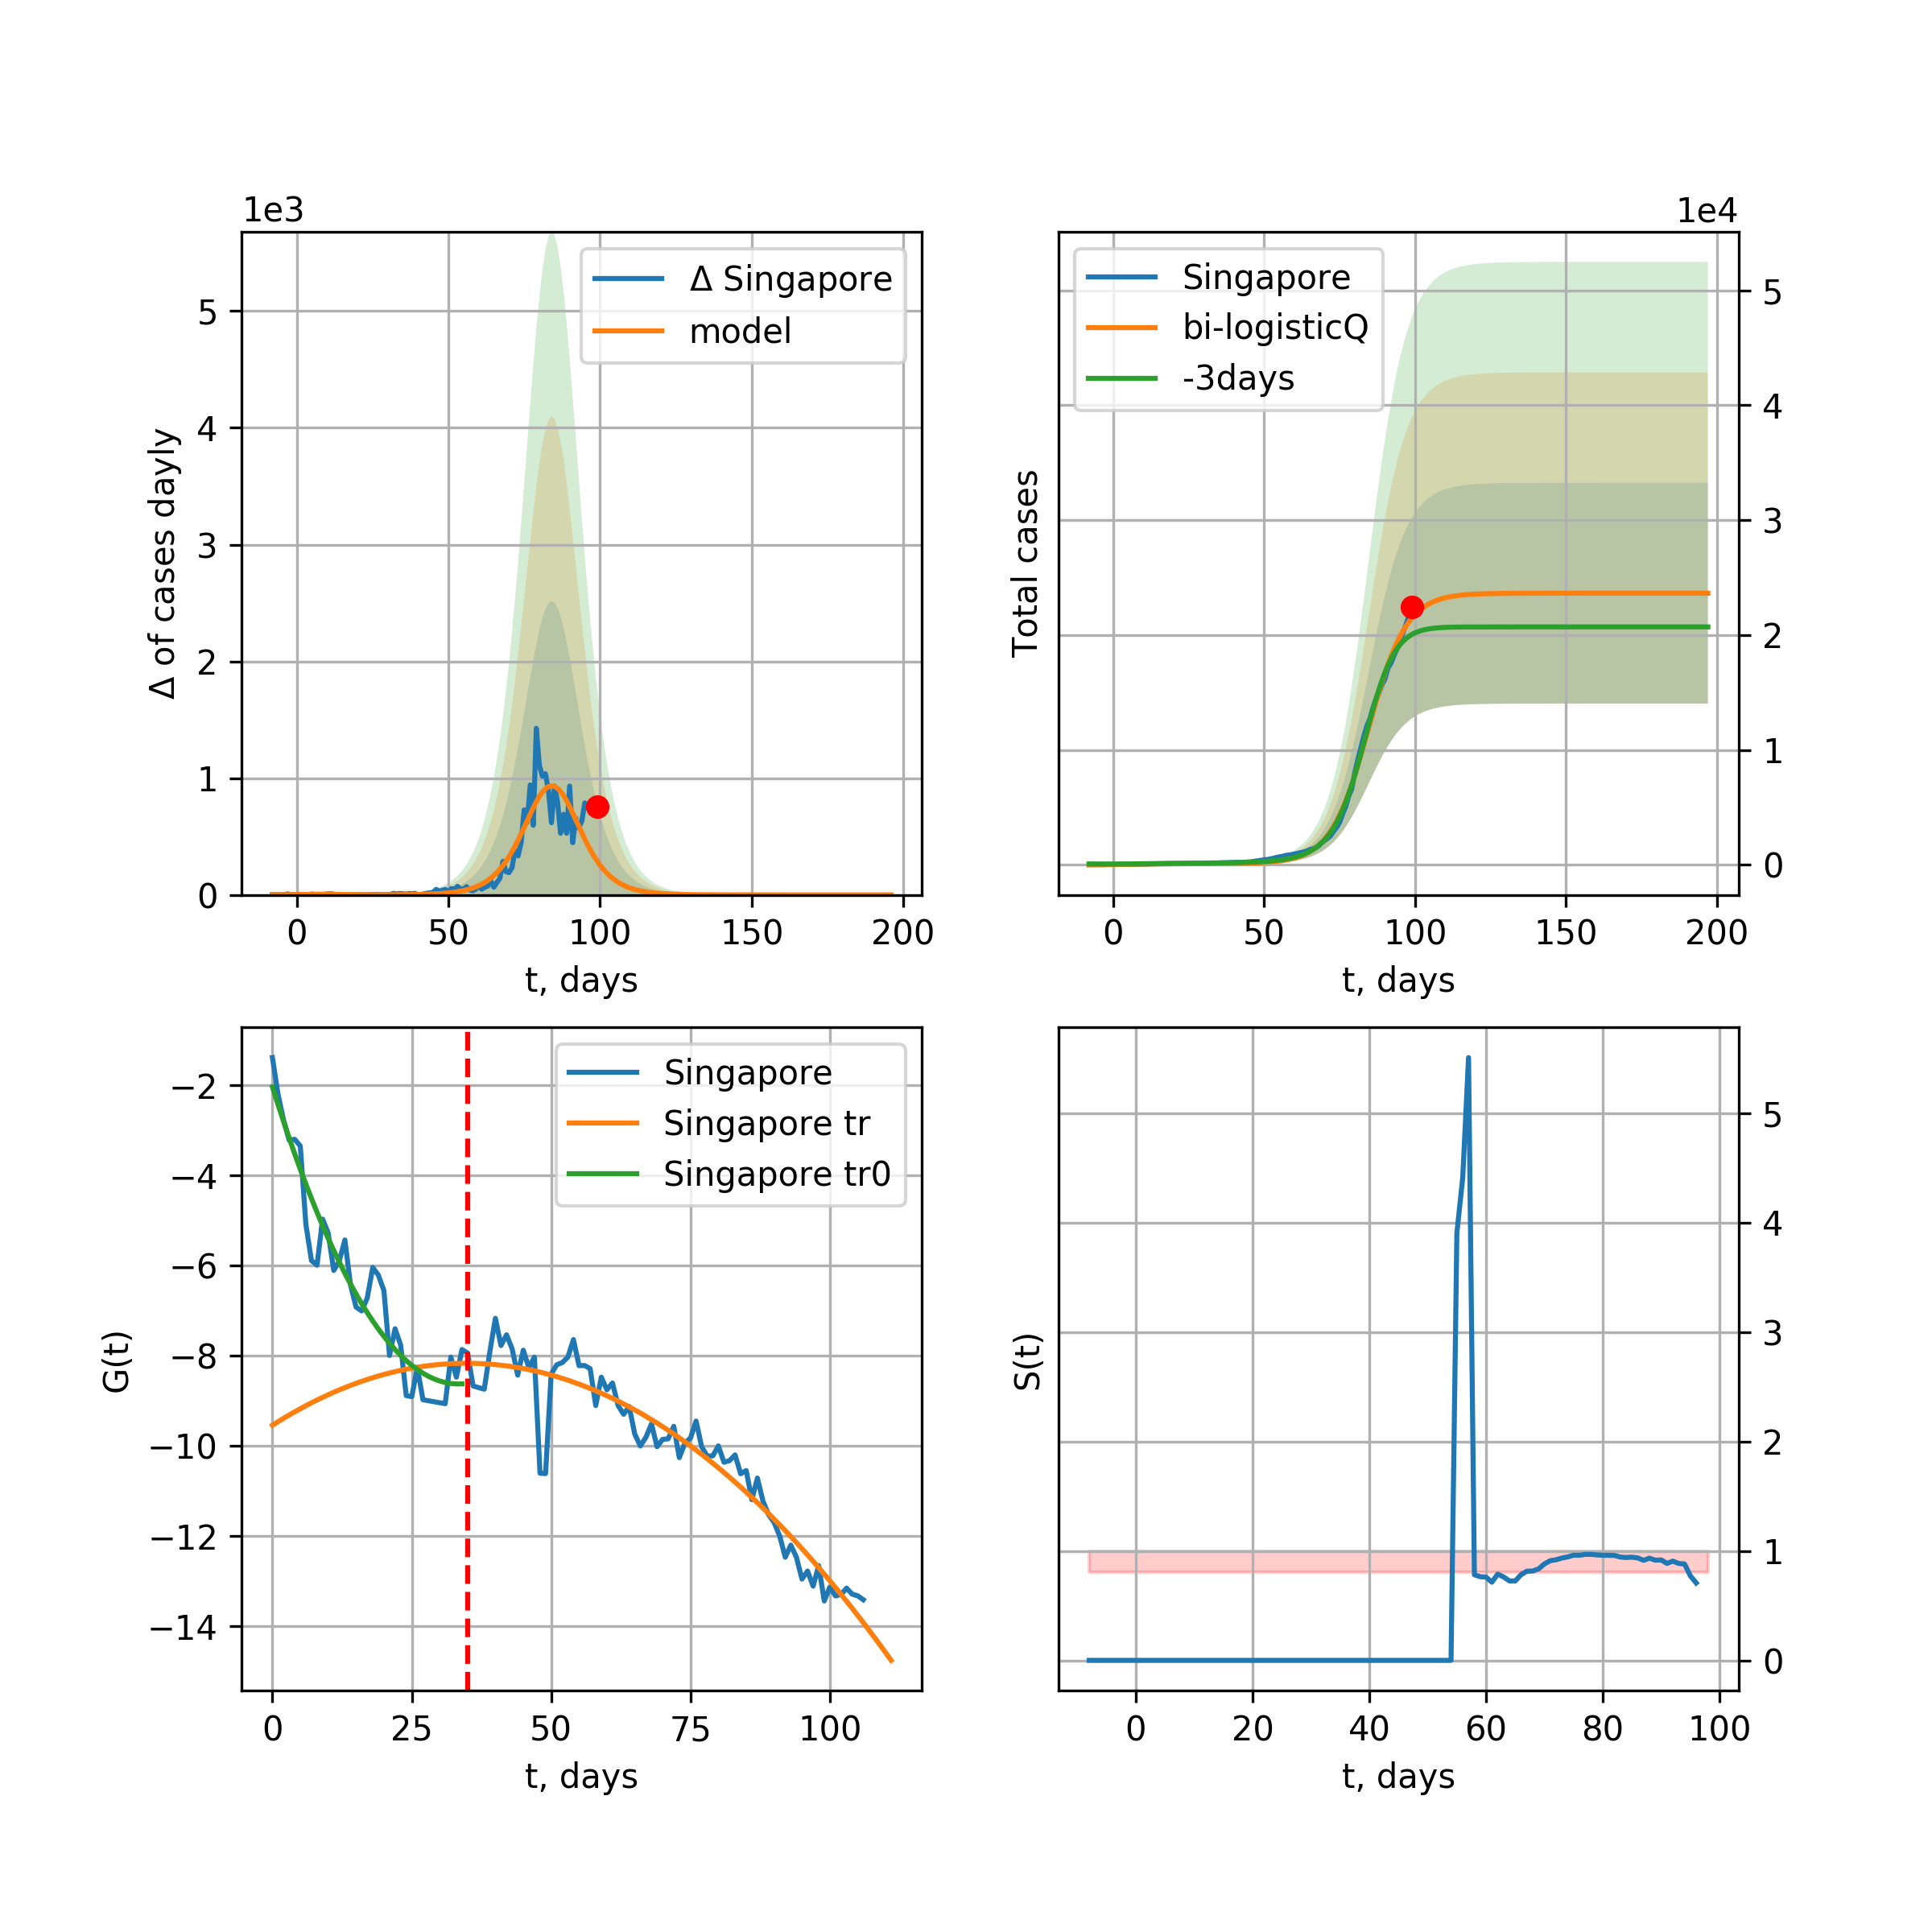 1e3
Δ Singapore
model
5
4
3
2
1
0
Δ of cases dayly
0 50 100 150 200
t, days
1e4
Singapore
bi-logisticQ
-3days
Total cases
5
4
3
2
1
0
0 50 100 150 200
t, days
Singapore
Singapore tr
Singapore tr0
−2
−4
−6
−8
−10
−12
−14
G(t)
0 25 50 75 100
t, days
S(t)
5
4
3
2
1
0
0 20 40 60 80 100
t, days